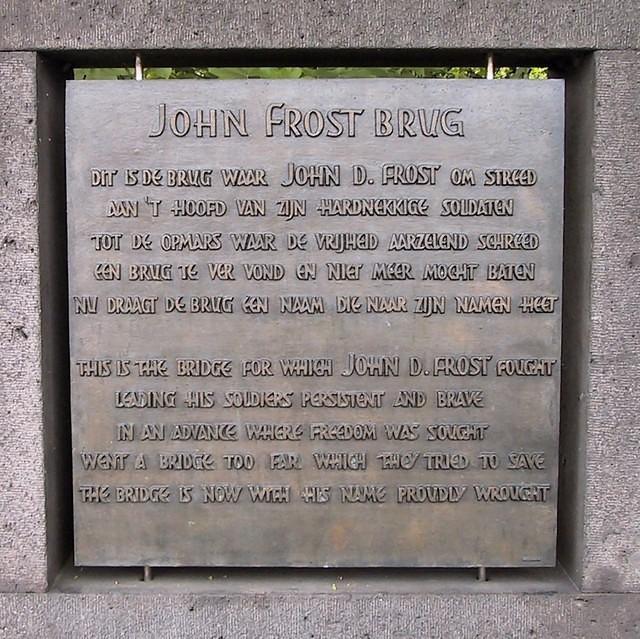 JOHN FROST BRUG
DIT IS DE BRUG WAAR JOHN D. FROST OM STREED
AAN 'T HOOFD VAN ZIJN HARDNEKKIGE SOLDATEN
TOT DE OPMARS WAAR DE VRIJHEID AARZELEND SCHREED
EEN BRUG TE VER VOND EN NIET MEER MOCHT BATEN
NU DRAAGT DE BRUG EEN NAAM DIE NAAR ZIJN NAMEN HEET
THIS IS THE BRIDGE FOR WHICH JOHN D. FROST FOUGHT
LEADING HIS SOLDIERS PERSISTENT AND BRAVE
IN AN ADVANCE WHERE FREEDOM WAS SOUGHT
WENT A BRIDGE TOO FAR WHICH THEY TRIED TO SAVE
THE BRIDGE IS NOW WITH HIS NAME PROUDLY WROUGHT